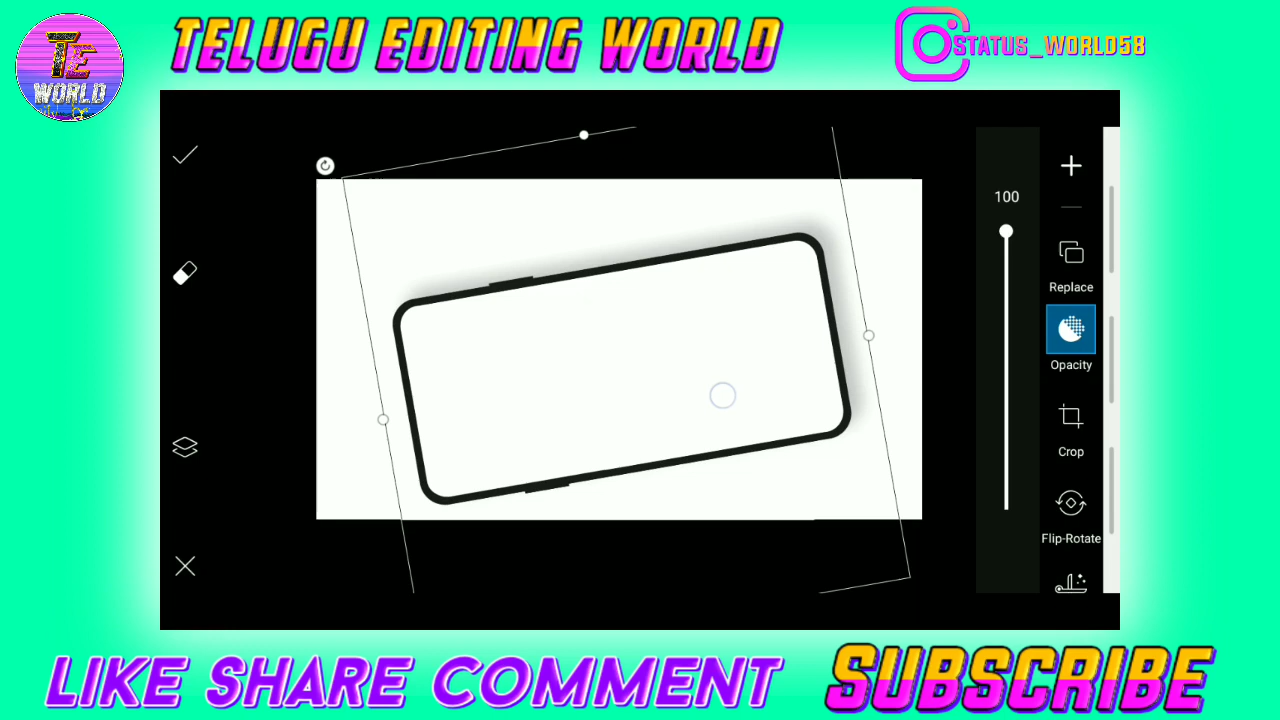 TELUGU EDITING WORLD
STATUS_WORLD58
TE
WORLD
100
Replace
Opacity
Crop
Flip-Rotate
LIKE SHARE COMMENT
SUBSCRIBE